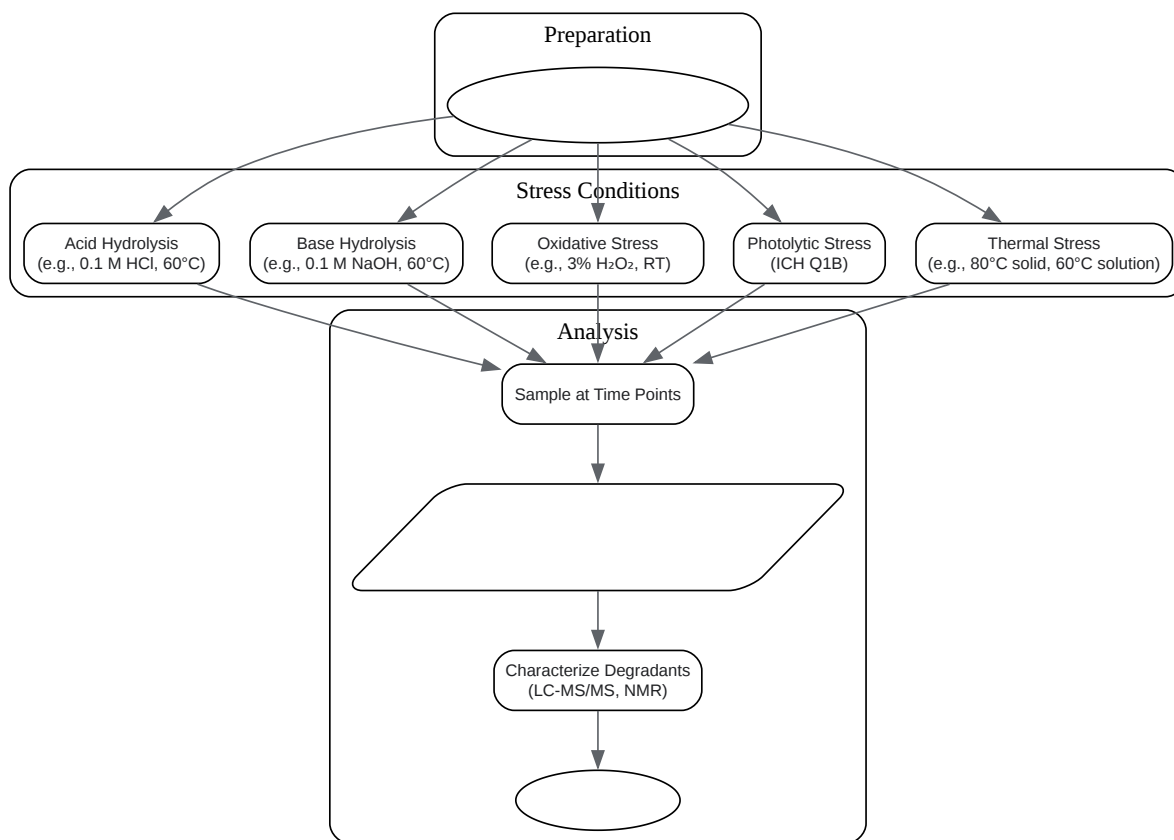 Preparation
Stress Conditions
Acid Hydrolysis
(e.g., 0.1 M HCl, 60°C)
Base Hydrolysis
(e.g., 0.1 M NaOH, 60°C)
Oxidative Stress
(e.g., 3% H₂O₂, RT)
Photolytic Stress
(ICH Q1B)
Thermal Stress
(e.g., 80°C solid, 60°C solution)
Analysis
Sample at Time Points
Characterize Degradants
(LC-MS/MS, NMR)